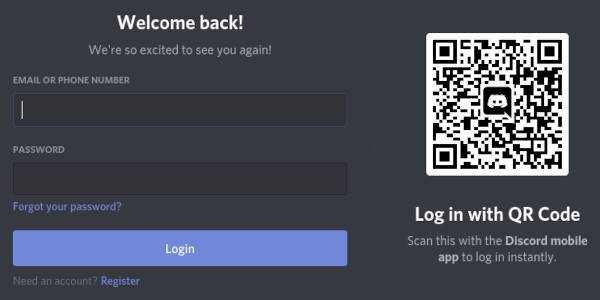 Welcome back!
We're so excited to see you again!
EMAIL OR PHONE NUMBER
PASSWORD
Forgot your password?
Login
Need an account? Register
Log in with QR Code
Scan this with the Discord mobile
app to log in instantly.